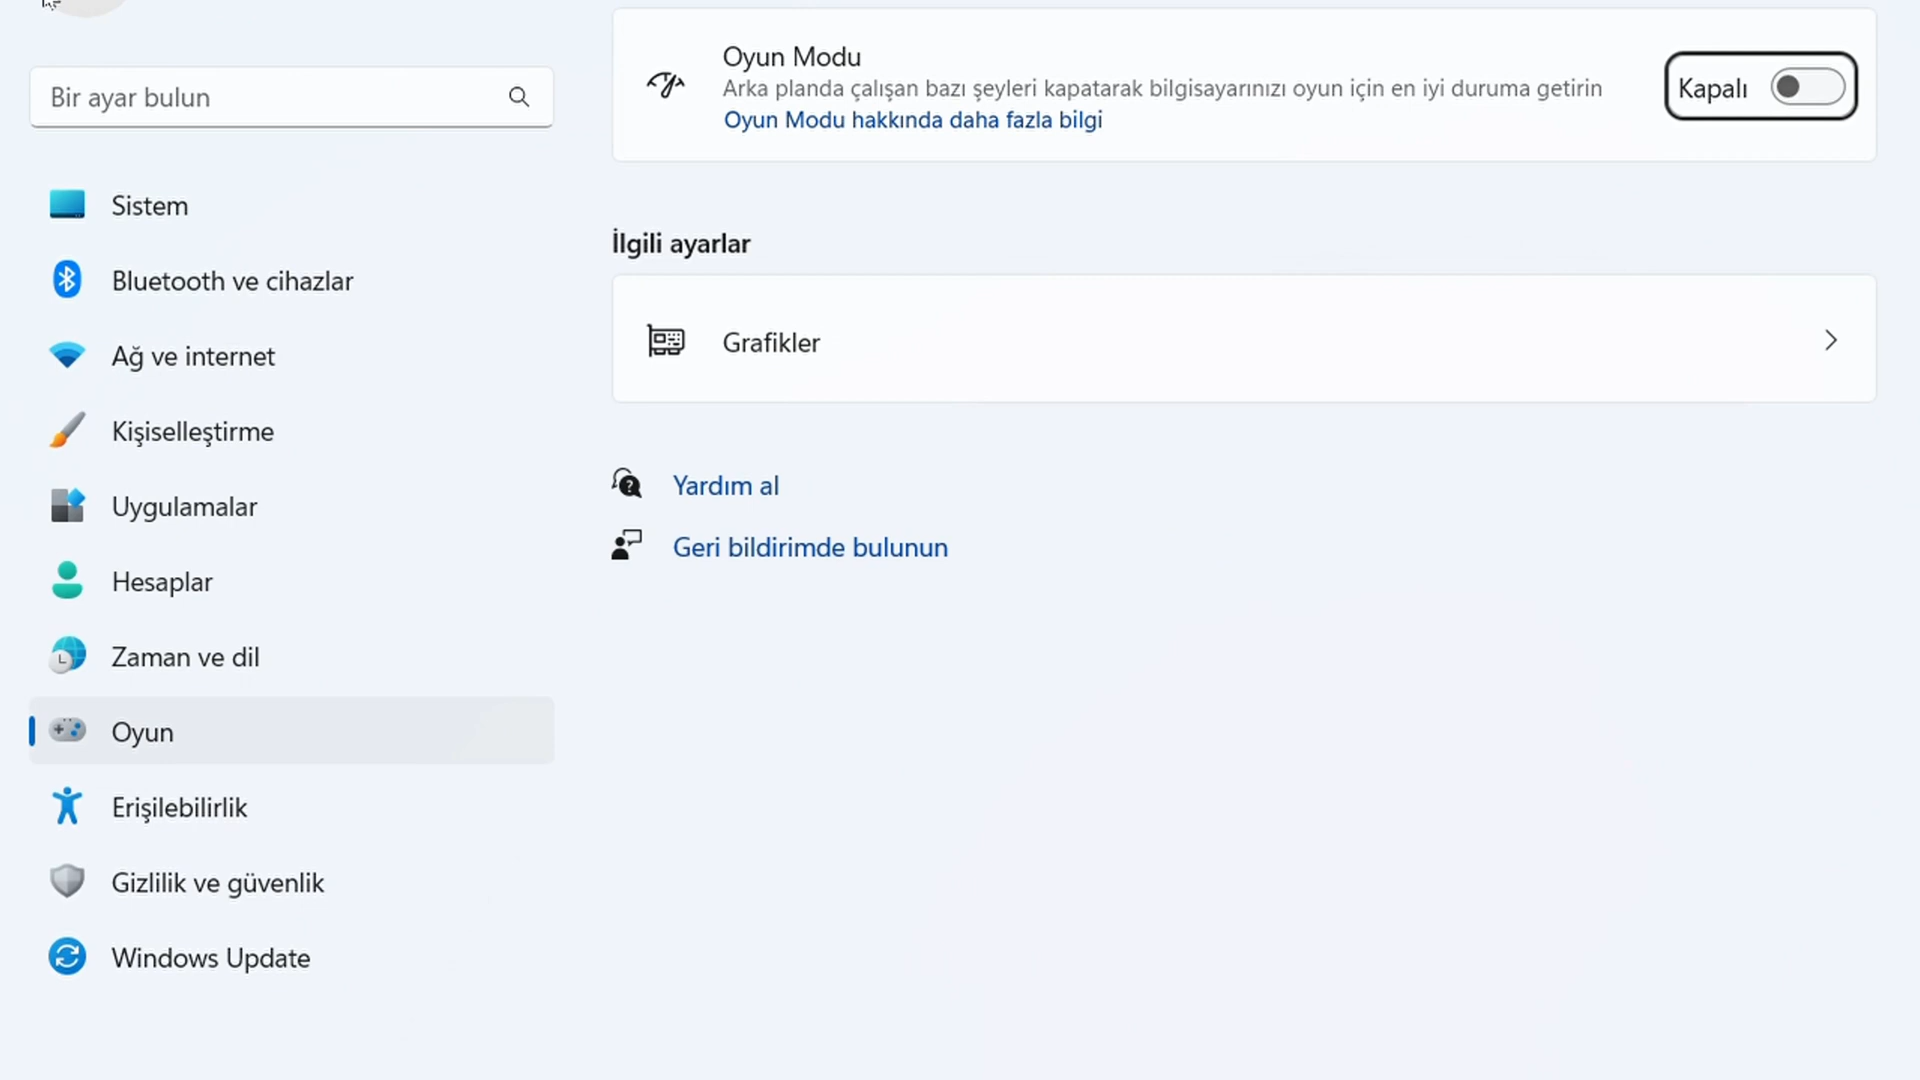 Bir ayar bulun
Sistem
Bluetooth ve cihazlar
Ağ ve internet
Kişiselleştirme
Uygulamalar
Hesaplar
Zaman ve dil
Oyun
Erişilebilirlik
Gizlilik ve güvenlik
Windows Update
Oyun Modu
Arka planda çalışan bazı şeyleri kapatarak bilgisayarınızı oyun için en iyi duruma getirin
Oyun Modu hakkında daha fazla bilgi
Kapalı
İlgili ayarlar
Grafikler
Yardım al
Geri bildirimde bulunun